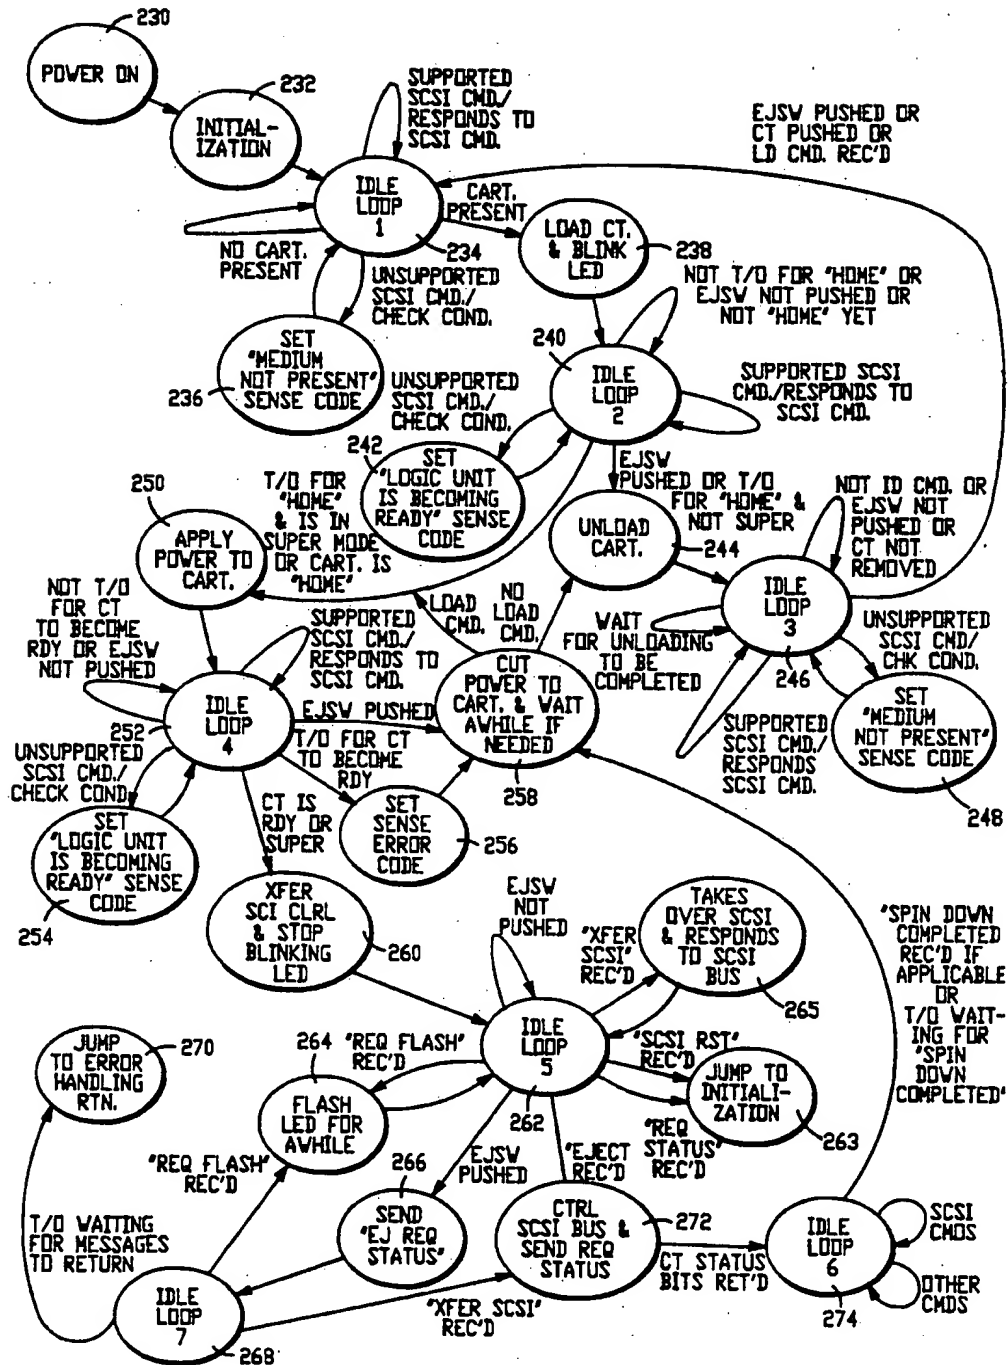 230
POWER ON
232
INITIAL-
IZATION
SUPPORTED
SCSI CMD./
RESPONDS TO
SCSI CMD.
EJSW PUSHED OR
CT PUSHED OR
LD CMD. REC'D
IDLE
LOOP
1
234
NO CART.
PRESENT
CART.
PRESENT
LOAD CT.
& BLINK
LED
238
UNSUPPORTED
SCSI CMD./
CHECK COND.
SET
"MEDIUM
NOT PRESENT"
SENSE CODE
236
NOT T/O FOR "HOME" OR
EJSW NOT PUSHED OR
NOT "HOME" YET
240
IDLE
LOOP
2
SUPPORTED SCSI
CMD./RESPONDS TO
SCSI CMD.
UNSUPPORTED
SCSI CMD./
CHECK COND.
242
SET
"LOGIC UNIT
IS BECOMING
READY" SENSE
CODE
EJSW
PUSHED OR T/O
FOR "HOME" &
NOT SUPER
UNLOAD
CART.
244
NOT ID CMD. OR
EJSW NOT
PUSHED OR
CT NOT
REMOVED
IDLE
LOOP
3
246
WAIT
FOR UNLOADING
TO BE
COMPLETED
UNSUPPORTED
SCSI CMD/
CHK COND.
SET
"MEDIUM
NOT PRESENT"
SENSE CODE
248
SUPPORTED
SCSI CMD./
RESPONDS
SCSI CMD.
250
APPLY
POWER TO
CART.
T/O FOR
"HOME"
& IS IN
SUPER MODE
OR CART. IS
"HOME"
LOAD
CMD.
NO
LOAD
CMD.
NOT T/O
FOR CT
TO BECOME
RDY OR EJSW
NOT PUSHED
SUPPORTED
SCSI CMD./
RESPONDS TO
SCSI CMD.
IDLE
LOOP
4
252
EJSW PUSHED
CUT
POWER TO
CART. & WAIT
AWHILE IF
NEEDED
258
T/O FOR CT
TO BECOME
RDY
UNSUPPORTED
SCSI CMD./
CHECK COND
SET
"LOGIC UNIT
IS BECOMING
READY" SENSE
CODE
254
CT IS
RDY OR
SUPER
SET
SENSE
ERROR
CODE
256
XFER
SCI CLRL
& STOP
BLINKING
LED
260
EJSW
NOT
PUSHED
"XFER
SCSI"
REC'D
TAKES
OVER SCSI
& RESPONDS
TO SCSI
BUS
265
"SPIN DOWN
COMPLETED
REC'D IF
APPLICABLE
OR
T/O WAIT-
ING FOR
"SPIN
DOWN
COMPLETED"
IDLE
LOOP
5
262
"SCSI RST"
REC'D
JUMP TO
INITIALI-
ZATION
263
"REQ
STATUS"
REC'D
JUMP
TO ERROR
HANDLING
RTN.
270
264
"REQ FLASH"
REC'D
FLASH
LED FOR
AWHILE
"REQ FLASH"
REC'D
EJSW
PUSHED
"EJECT
REC'D
266
SEND
"EJ REQ
STATUS"
CTRL
SCSI BUS &
SEND REQ
STATUS
272
CT STATUS
BITS RET'D
IDLE
LOOP
6
274
SCSI
CMDS
OTHER
CMDS
T/O WAITING
FOR MESSAGES
TO RETURN
IDLE
LOOP
7
268
"XFER SCSI"
REC'D